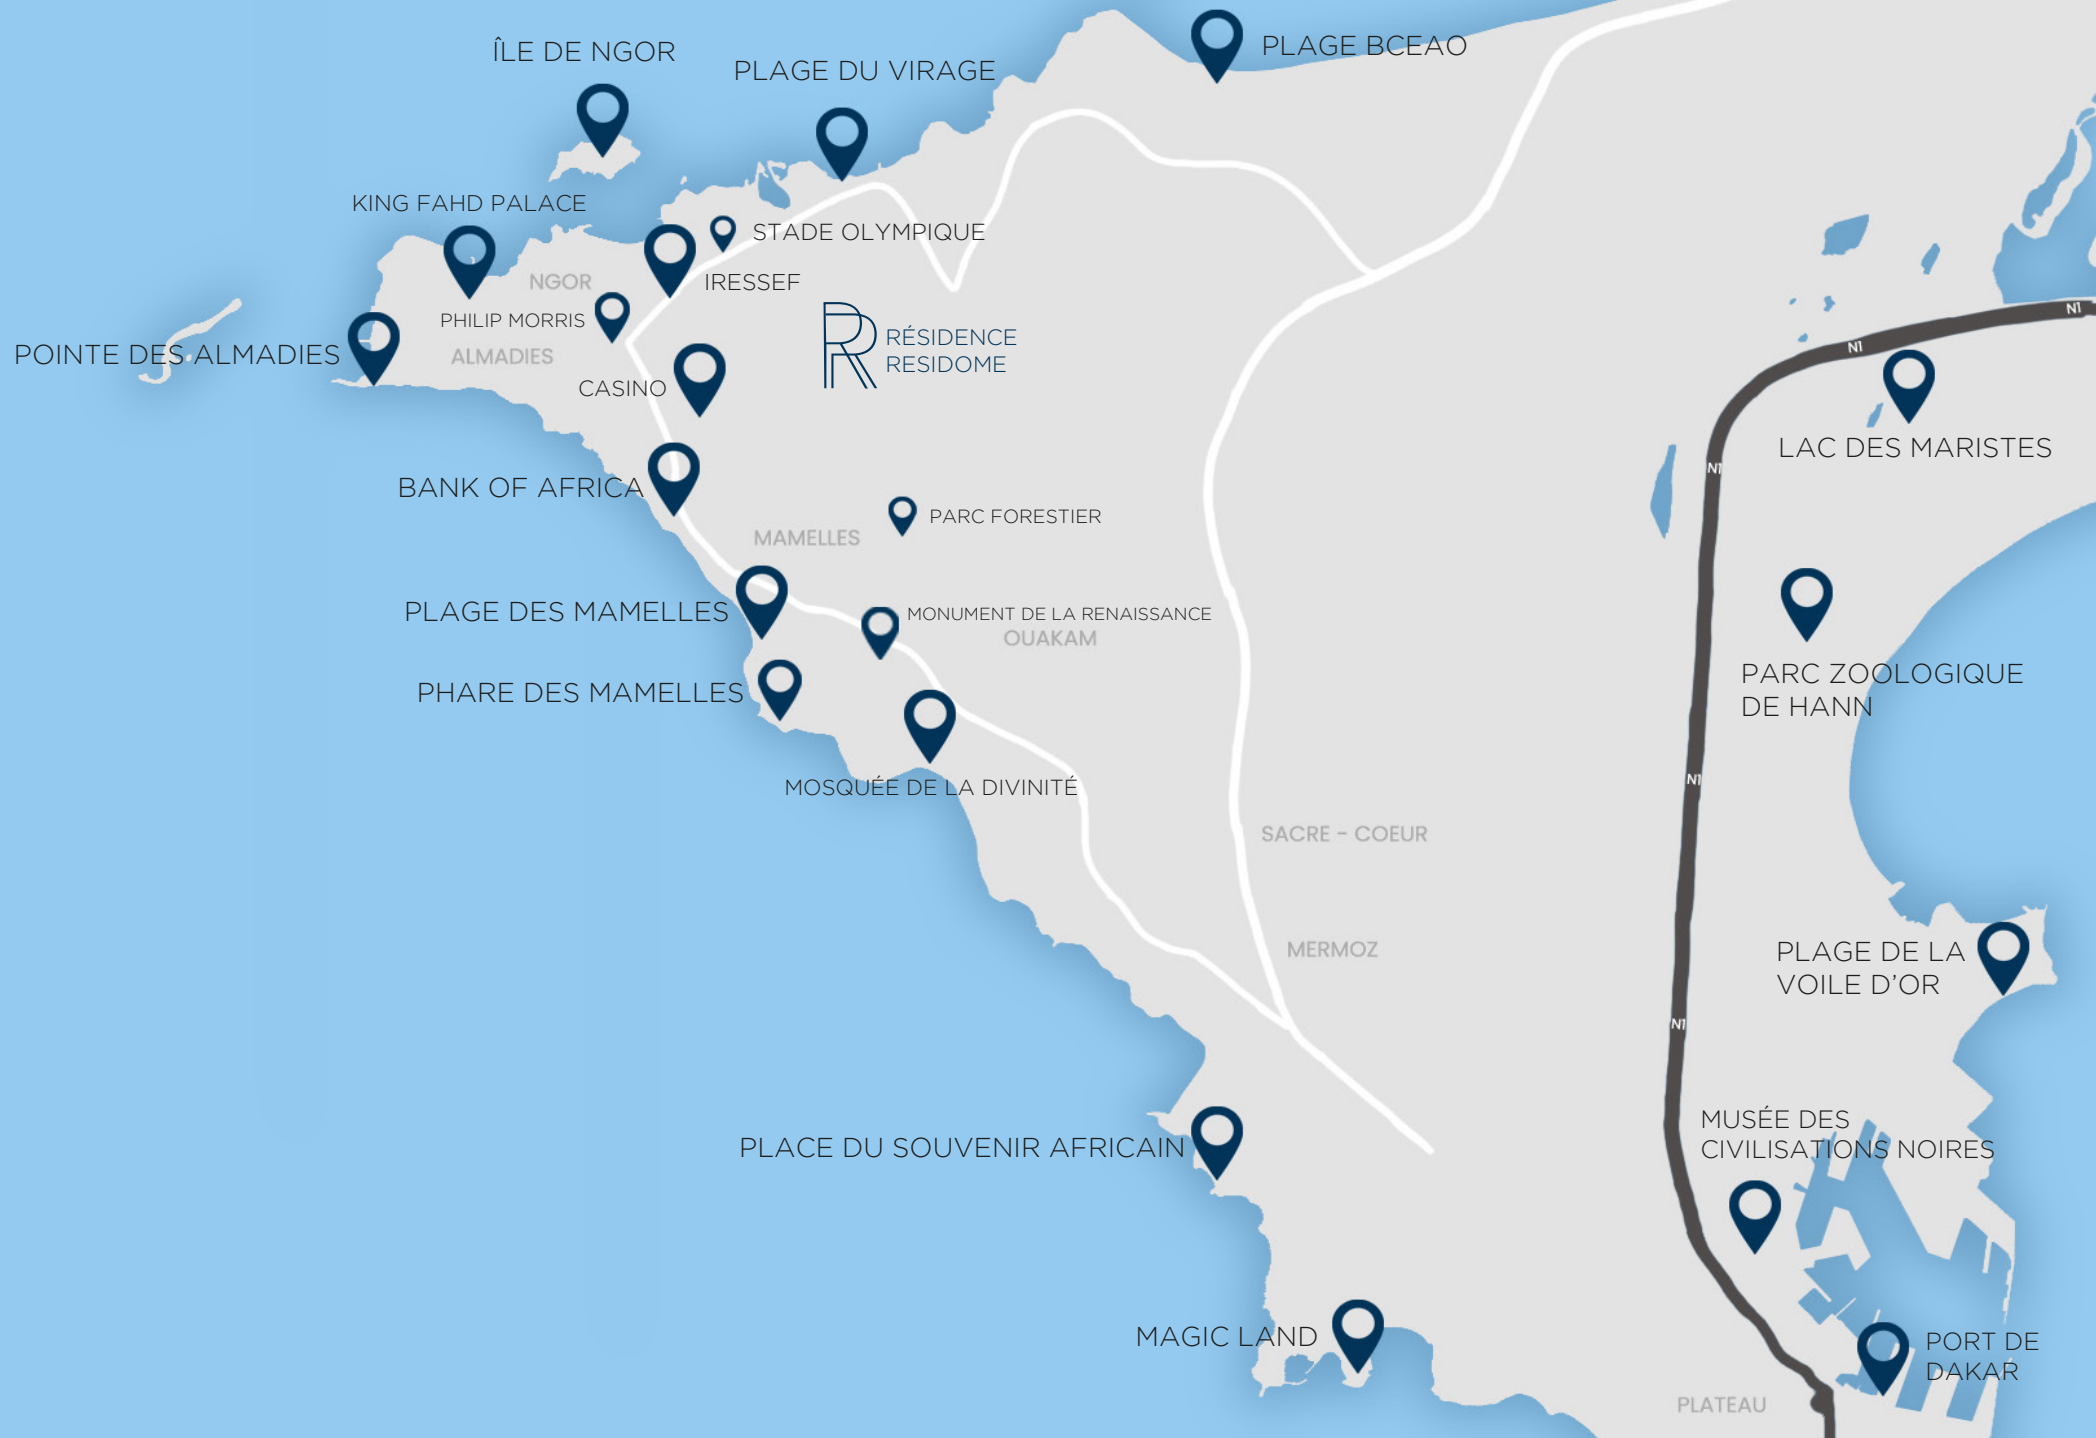 PLAGE BCEAO
ÎLE DE NGOR
PLAGE DU VIRAGE
KING FAHD PALACE
STADE OLYMPIQUE
NGOR
IRESSEF
N1
PHILIP MORRIS
RÉSIDENCE
RESIDOME
N1
POINTE DES ALMADIES
ALMADIES
CASINO
LAC DES MARISTES
N1
BANK OF AFRICA
PARC FORESTIER
MAMELLES
PLAGE DES MAMELLES
MONUMENT DE LA RENAISSANCE
OUAKAM
PARC ZOOLOGIQUE
DE HANN
PHARE DES MAMELLES
N1
MOSQUÉE DE LA DIVINITÉ
SACRE - COEUR
MERMOZ
PLAGE DE LA
VOILE D'OR
N1
MUSÉE DES
CIVILISATIONS NOIRES
PLACE DU SOUVENIR AFRICAIN
MAGIC LAND
PORT DE
DAKAR
PLATEAU